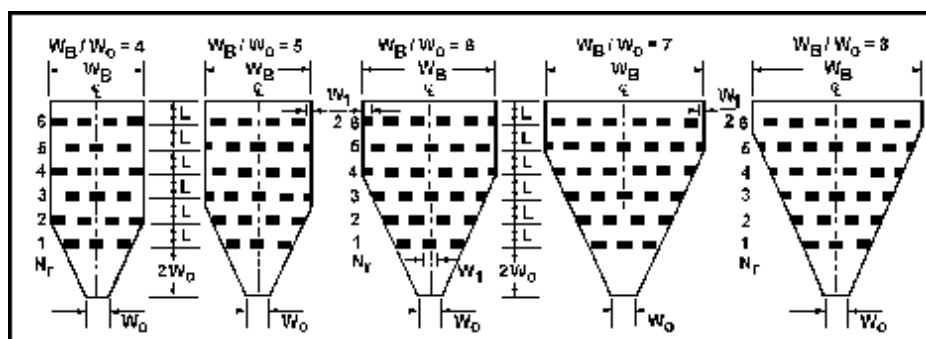 W_B / W_o = 4
W_B / W_o = 5
W_B / W_o = 6
W_B / W_o = 7
W_B / W_o = 8
W_B
W_B
W_B
W_B
W_B
℄
℄
℄
℄
℄
6
5
4
3
2
1
N_r
L
L
L
L
L
L
2W_o
W_1
2
6
5
4
3
2
1
N_r
W_1
L
L
L
L
L
L
2W_o
W_1
2
6
5
4
3
2
1
N_r
W_o
W_o
W_o
W_o
W_o